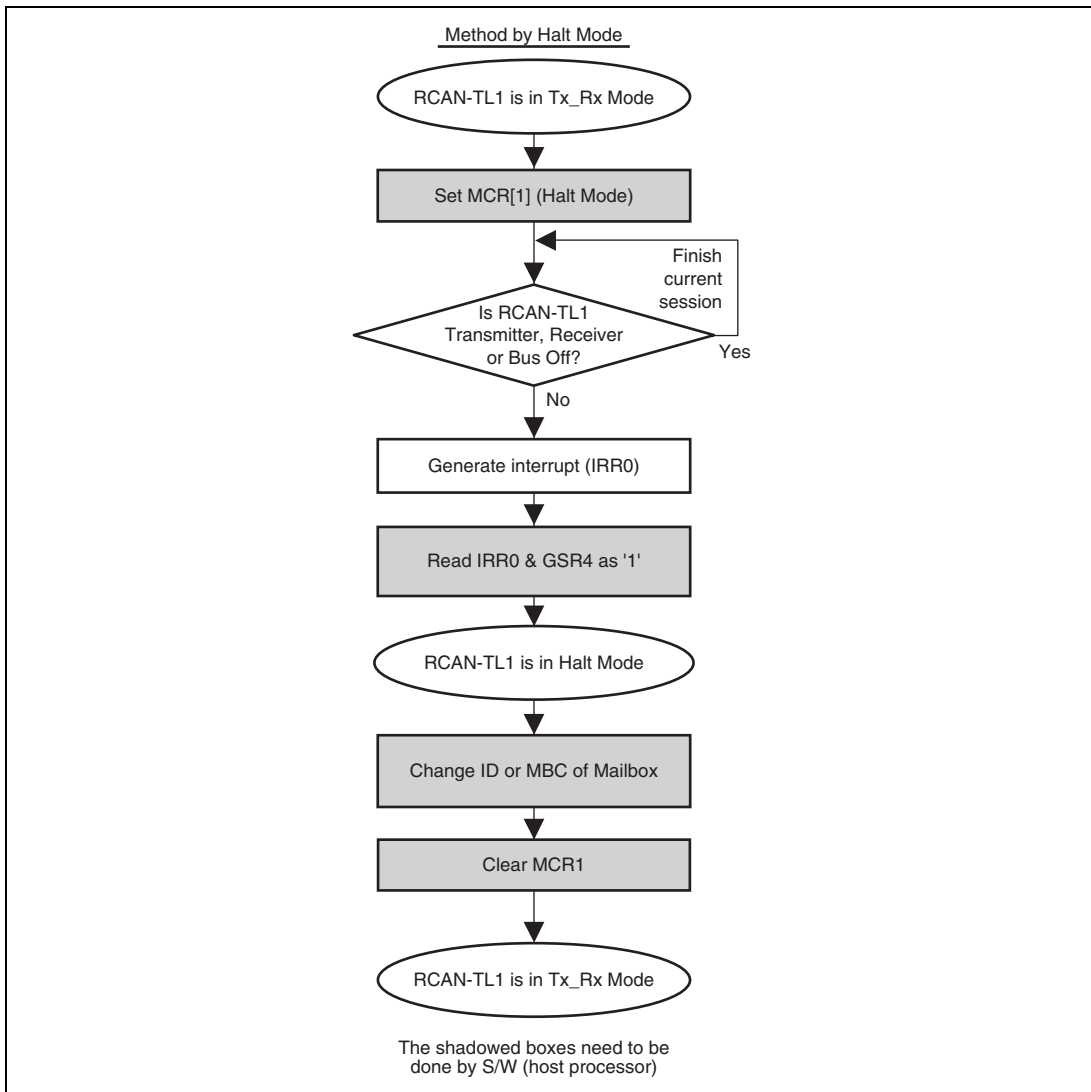 Method by Halt Mode
RCAN-TL1 is in Tx_Rx Mode
Set MCR[1] (Halt Mode)
Finish
current
session
Is RCAN-TL1
Transmitter, Receiver
or Bus Off?
Yes
No
Generate interrupt (IRR0)
Read IRR0 & GSR4 as '1'
RCAN-TL1 is in Halt Mode
Change ID or MBC of Mailbox
Clear MCR1
RCAN-TL1 is in Tx_Rx Mode
The shadowed boxes need to be
done by S/W (host processor)